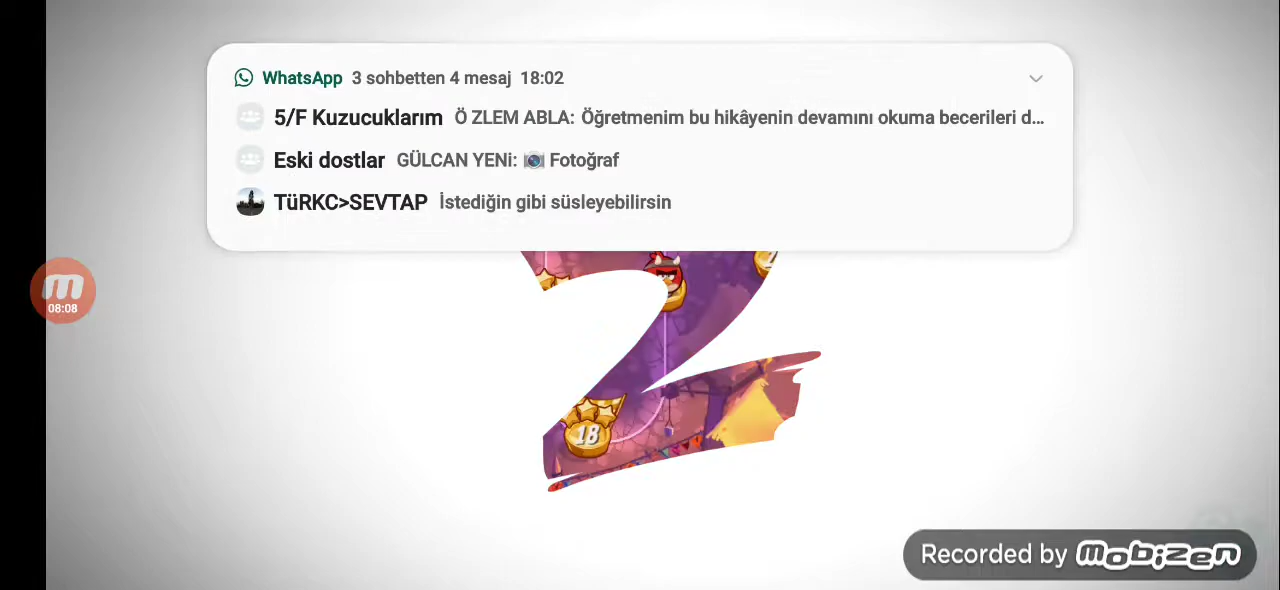 WhatsApp 3 sohbetten 4 mesaj 18:02
5/F Kuzucuklarım Ö ZLEM ABLA: Öğretmenim bu hikâyenin devamını okuma becerileri d...
Eski dostlar GÜLCAN YENi: 📷 Fotoğraf
TüRKC>SEVTAP İstediğin gibi süsleyebilirsin
m
08:08
2
18
Recorded by mobizen